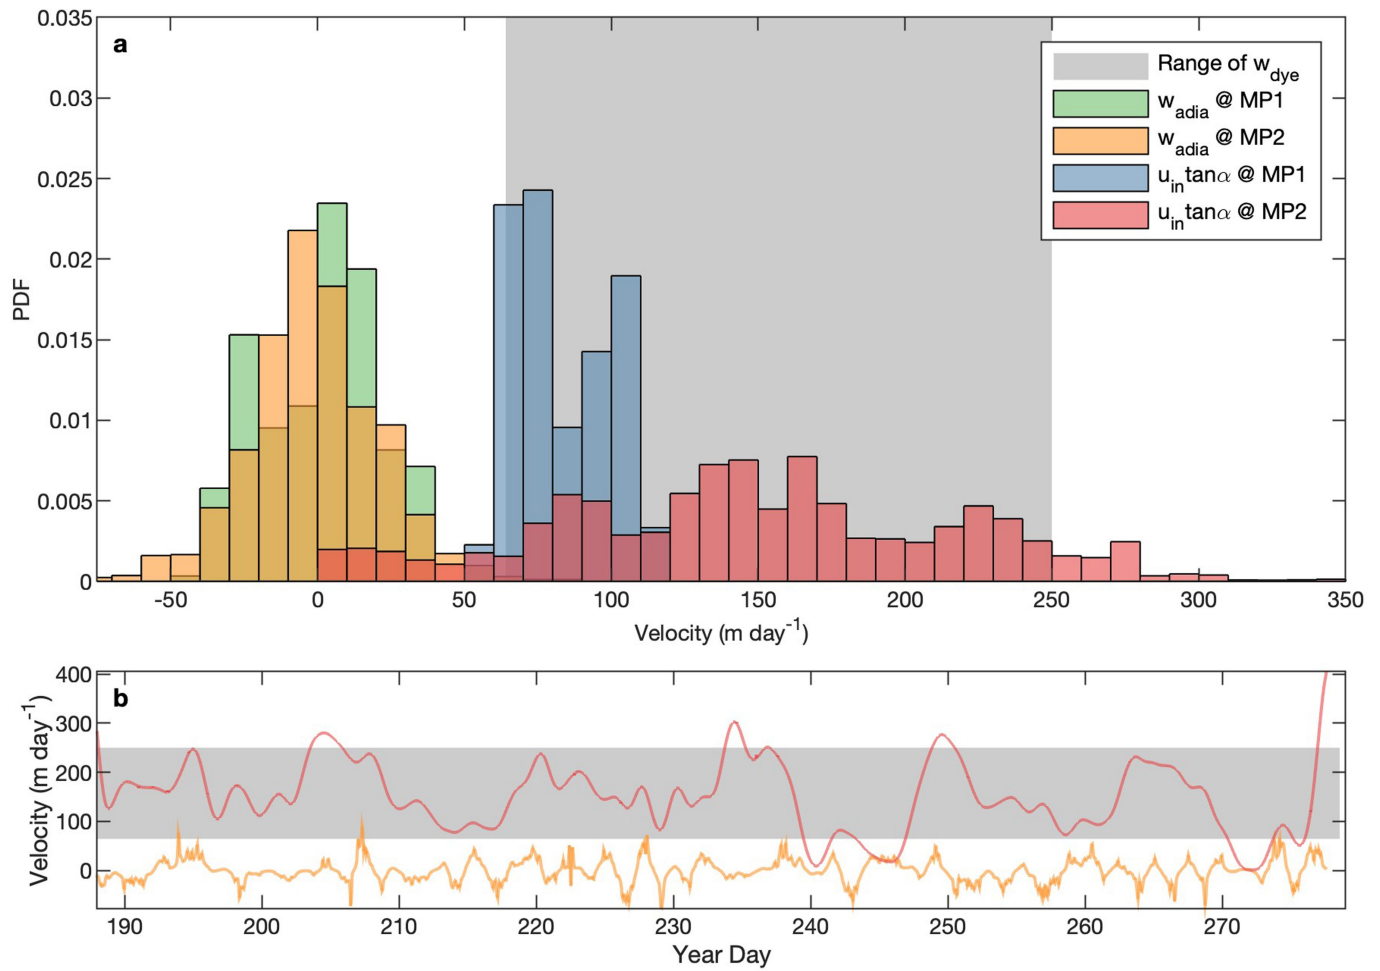 a
0.035
0.03
0.025
0.02
0.015
0.01
0.005
0
PDF
Range of w_dye
w_adia @ MP1
w_adia @ MP2
u_in tanα @ MP1
u_in tanα @ MP2
-50 0 50 100 150 200 250 300 350
Velocity (m day⁻¹)
b
400
300
200
100
0
Velocity (m day⁻¹)
190 200 210 220 230 240 250 260 270
Year Day